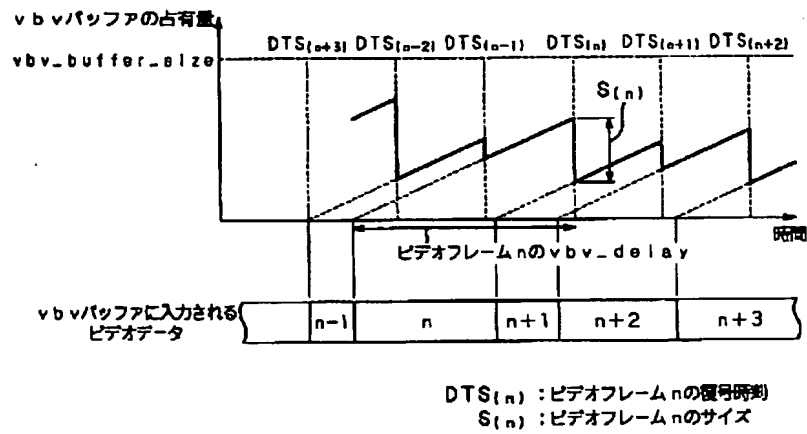 vbvバッファの占有量
DTS(n+3) DTS(n-2) DTS(n-1) DTS(n) DTS(n+1) DTS(n+2)
vbv_buffer_size
S(n)
時間
ビデオフレームnのvbv_delay
vbvバッファに入力される
ビデオデータ
n-1 n n+1 n+2 n+3
DTS(n):ビデオフレームnの復号時刻
S(n):ビデオフレームnのサイズ